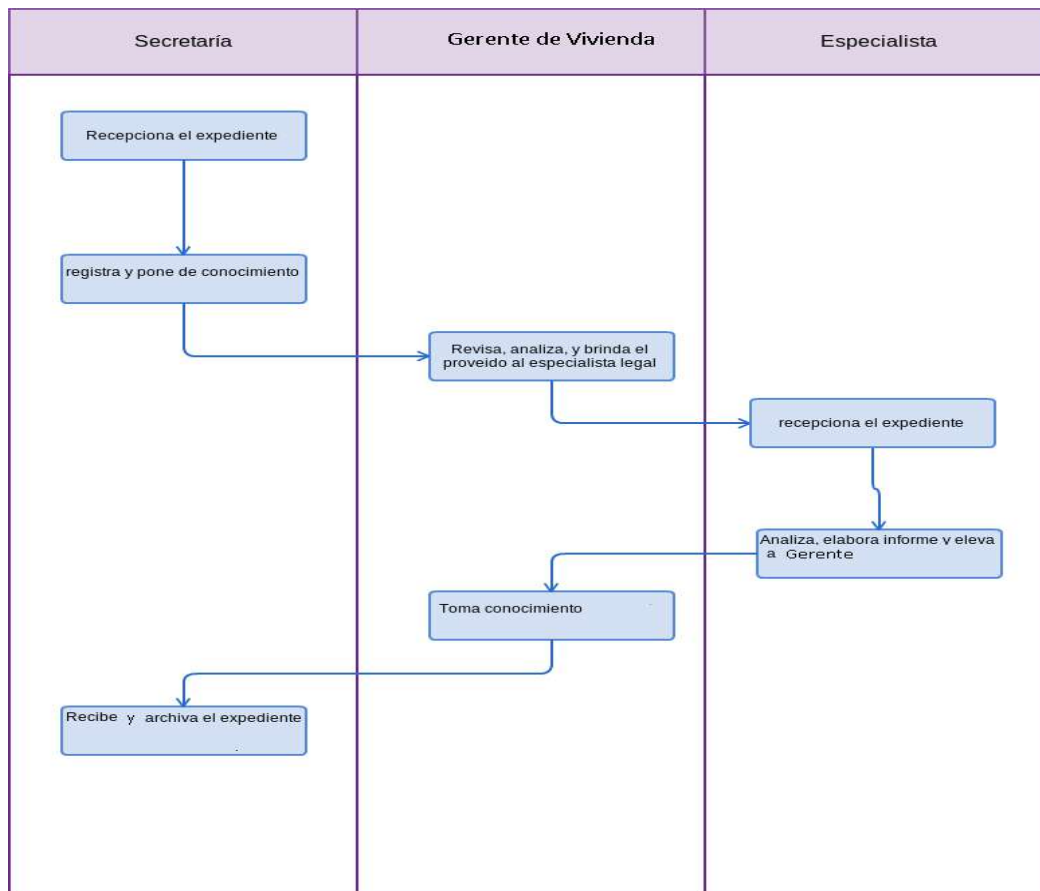 Secretaría
Gerente de Vivienda
Especialista
Recepciona el expediente
registra y pone de conocimiento
Revisa, analiza, y brinda el
proveido al especialista legal
recepciona el expediente
Analiza, elabora informe y eleva
a Gerente
Toma conocimiento
Recibe y archiva el expediente